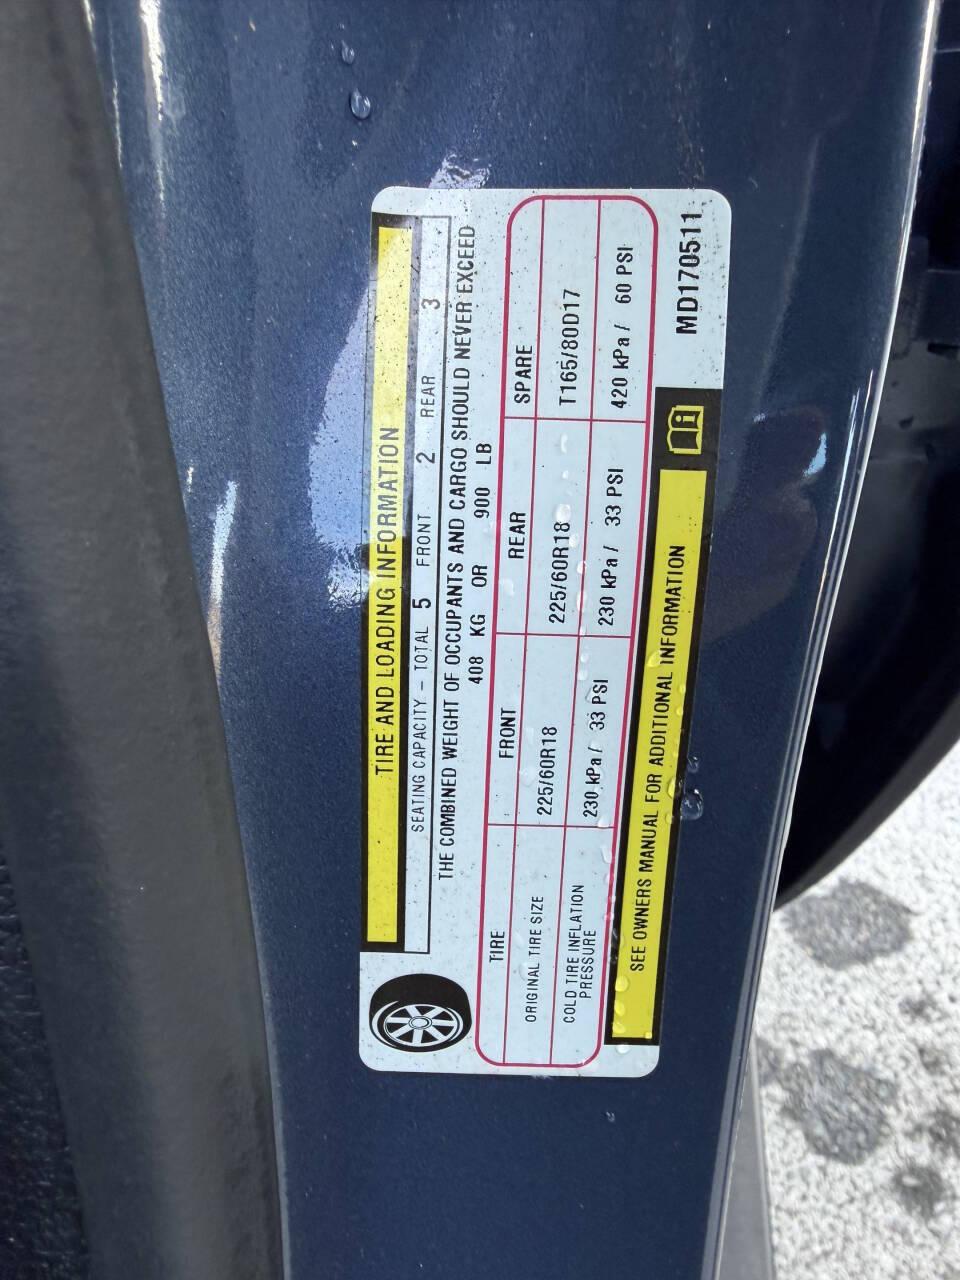 TIRE AND LOADING INFORMATION
SEATING CAPACITY – TOTAL 5 FRONT 2 REAR 3
THE COMBINED WEIGHT OF OCCUPANTS AND CARGO SHOULD NEVER EXCEED
408 KG OR 900 LB
TIRE FRONT REAR SPARE
ORIGINAL TIRE SIZE 225/60R18 225/60R18 T165/80D17
COLD TIRE INFLATION
PRESSURE 230 kPa / 33 PSI 230 kPa / 33 PSI 420 kPa / 60 PSI
SEE OWNERS MANUAL FOR ADDITIONAL INFORMATION
MD170511